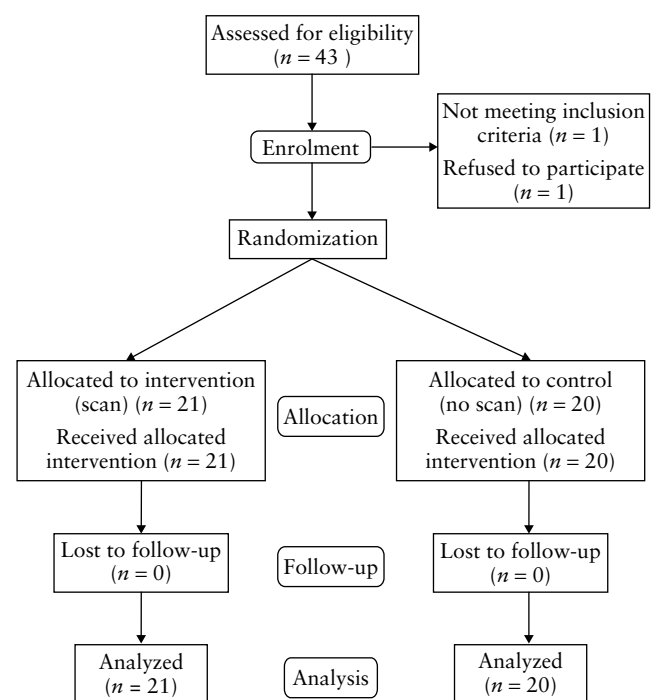 Assessed for eligibility
(n = 43 )
Not meeting inclusion
criteria (n = 1)
Refused to participate
(n = 1)
Enrolment
Randomization
Allocated to intervention
(scan) (n = 21)
Received allocated
intervention (n = 21)
Allocation
Allocated to control
(no scan) (n = 20)
Received allocated
intervention (n = 20)
Lost to follow-up
(n = 0)
Follow-up
Lost to follow-up
(n = 0)
Analyzed
(n = 21)
Analysis
Analyzed
(n = 20)